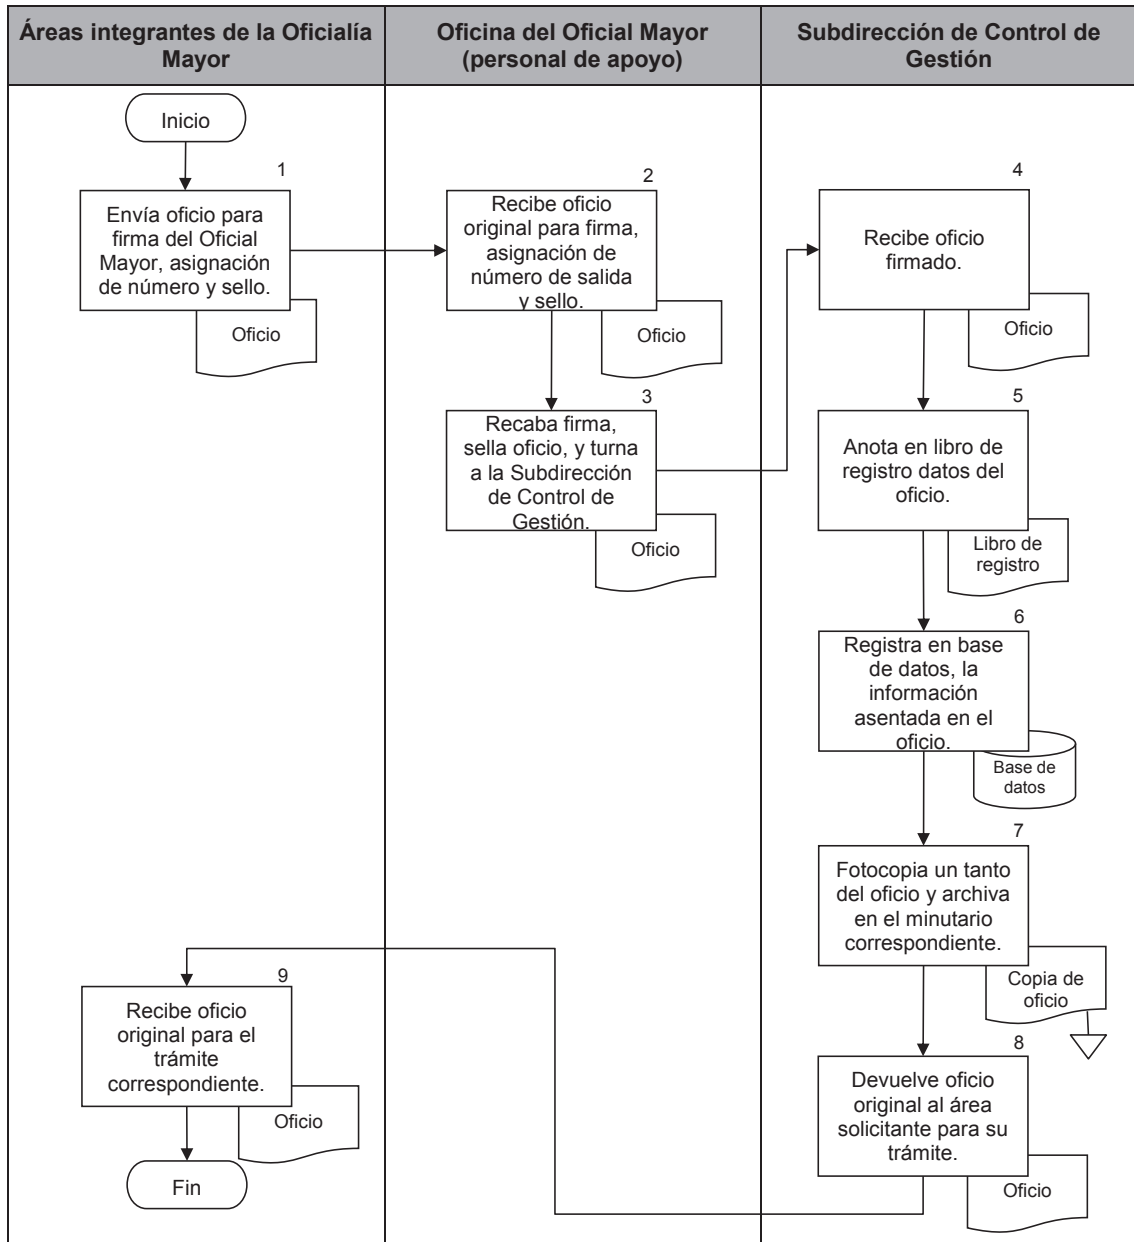 Áreas integrantes de la Oficialía
Mayor
Oficina del Oficial Mayor
(personal de apoyo)
Subdirección de Control de
Gestión
Inicio
1
Envía oficio para
firma del Oficial
Mayor, asignación
de número y sello.
Oficio
2
Recibe oficio
original para firma,
asignación de
número de salida
y sello.
Oficio
3
Recaba firma,
sella oficio, y turna
a la Subdirección
de Control de
Gestión.
Oficio
4
Recibe oficio
firmado.
Oficio
5
Anota en libro de
registro datos del
oficio.
Libro de
registro
6
Registra en base
de datos, la
información
asentada en el
oficio.
Base de
datos
7
Fotocopia un tanto
del oficio y archiva
en el minutario
correspondiente.
Copia de
oficio
8
Devuelve oficio
original al área
solicitante para su
trámite.
Oficio
9
Recibe oficio
original para el
trámite
correspondiente.
Oficio
Fin